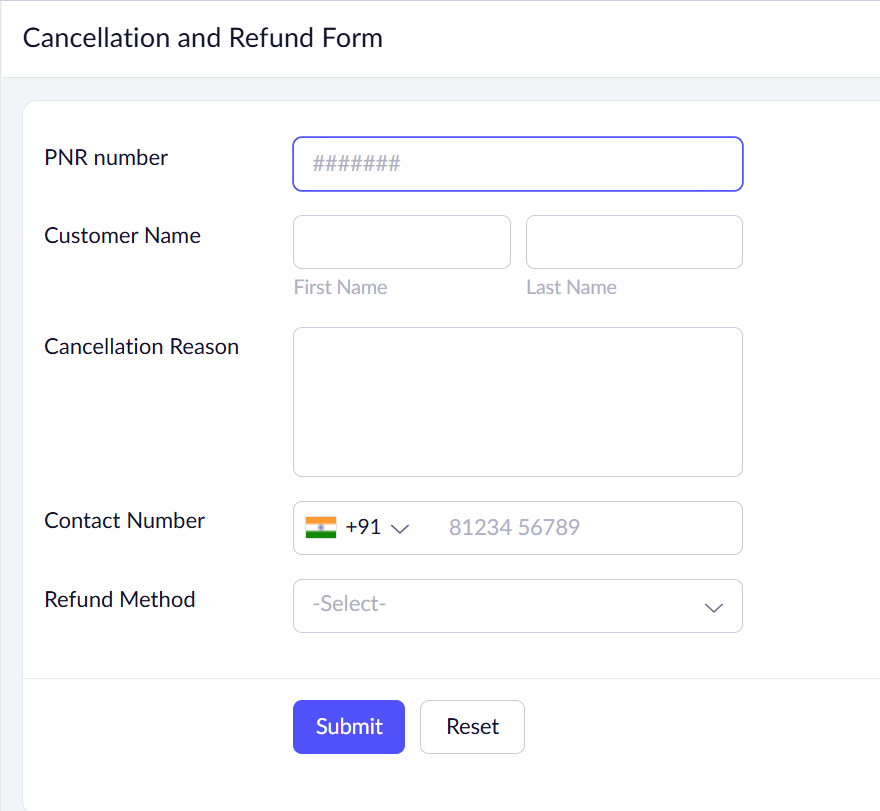 Cancellation and Refund Form
PNR number
#######
Customer Name
First Name
Last Name
Cancellation Reason
Contact Number
+91
81234 56789
Refund Method
-Select-
Submit
Reset